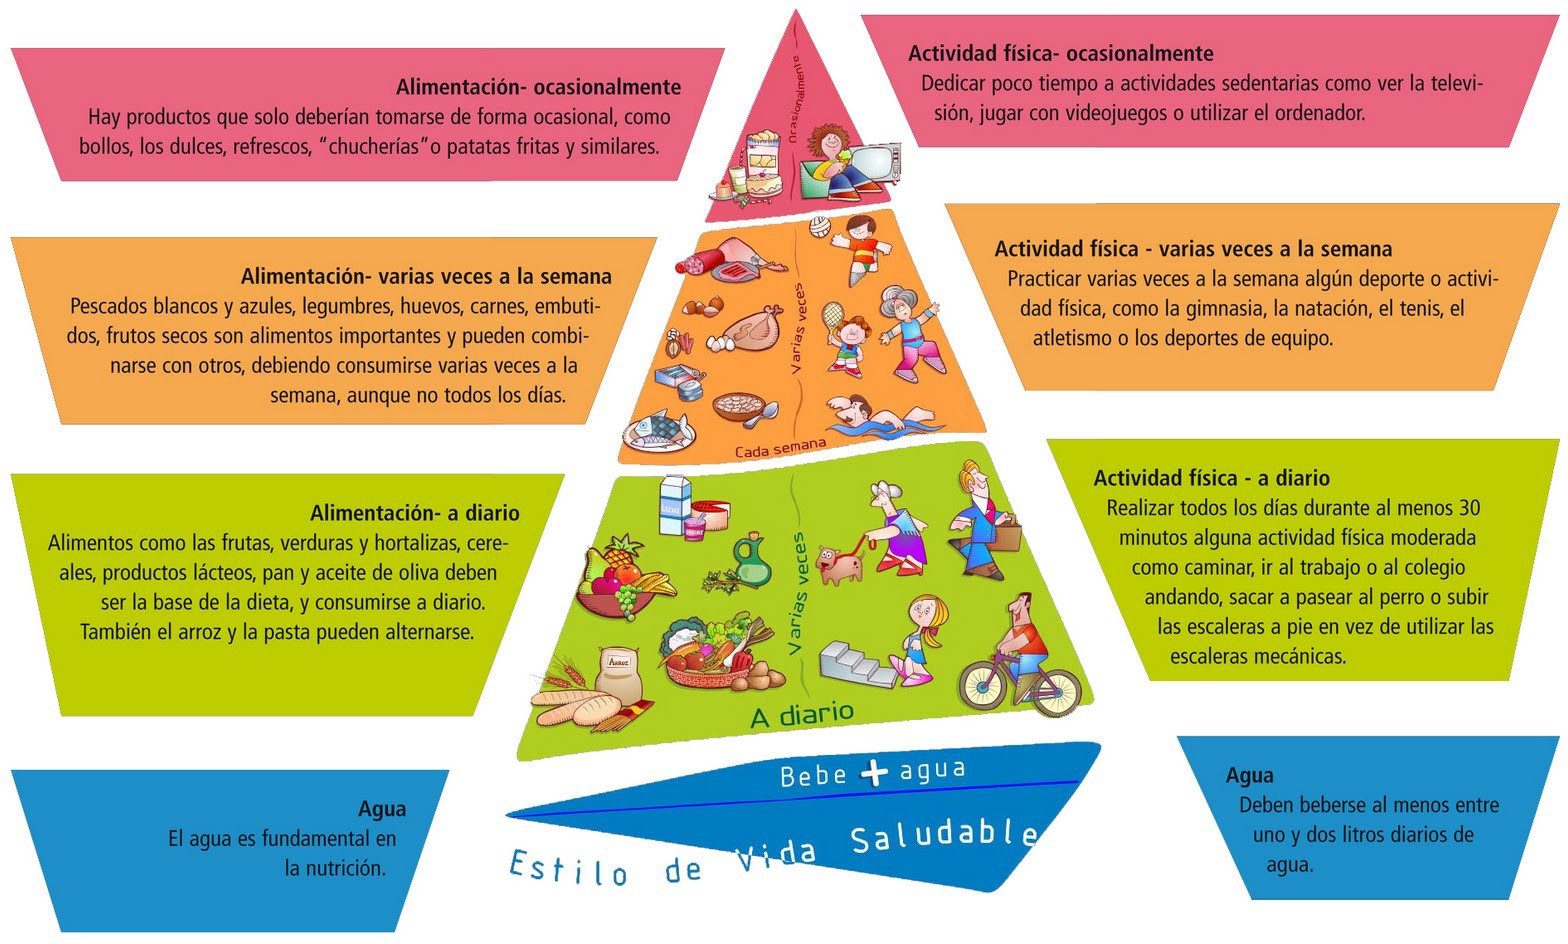 Alimentación- ocasionalmente
Hay productos que solo deberían tomarse de forma ocasional, como
bollos, los dulces, refrescos, “chucherías”o patatas fritas y similares.
Ocasionalmente
Actividad física- ocasionalmente
Dedicar poco tiempo a actividades sedentarias como ver la televi-
sión, jugar con videojuegos o utilizar el ordenador.
Alimentación- varias veces a la semana
Pescados blancos y azules, legumbres, huevos, carnes, embuti-
dos, frutos secos son alimentos importantes y pueden combi-
narse con otros, debiendo consumirse varias veces a la
semana, aunque no todos los días.
Varias veces
Cada semana
Actividad física - varias veces a la semana
Practicar varias veces a la semana algún deporte o activi-
dad física, como la gimnasia, la natación, el tenis, el
atletismo o los deportes de equipo.
Alimentación- a diario
Alimentos como las frutas, verduras y hortalizas, cere-
ales, productos lácteos, pan y aceite de oliva deben
ser la base de la dieta, y consumirse a diario.
También el arroz y la pasta pueden alternarse.
LECHE
Arroz
Varias veces
A diario
Actividad física - a diario
Realizar todos los días durante al menos 30
minutos alguna actividad física moderada
como caminar, ir al trabajo o al colegio
andando, sacar a pasear al perro o subir
las escaleras a pie en vez de utilizar las
escaleras mecánicas.
Agua
El agua es fundamental en
la nutrición.
Bebe + agua
Estilo de Vida Saludable
Agua
Deben beberse al menos entre
uno y dos litros diarios de
agua.